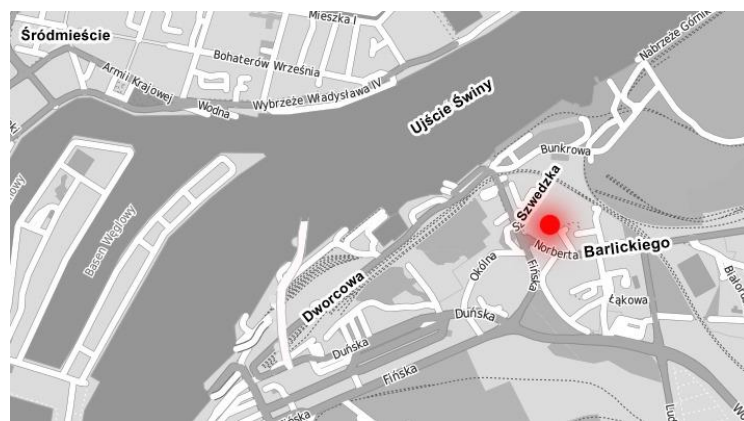 Mieszka I
Śródmieście
Bohaterów Września
Nabrzeże Górnik
Armii Krajowej
Wodna
Wybrzeże Władysława IV
Ujście Świny
Bunkrowa
Szwedzka
Basen Węglowy
Norberta
Barlickiego
Okólna
Fińska
Dworcowa
Łąkowa
Duńska
Duńska
Fińska